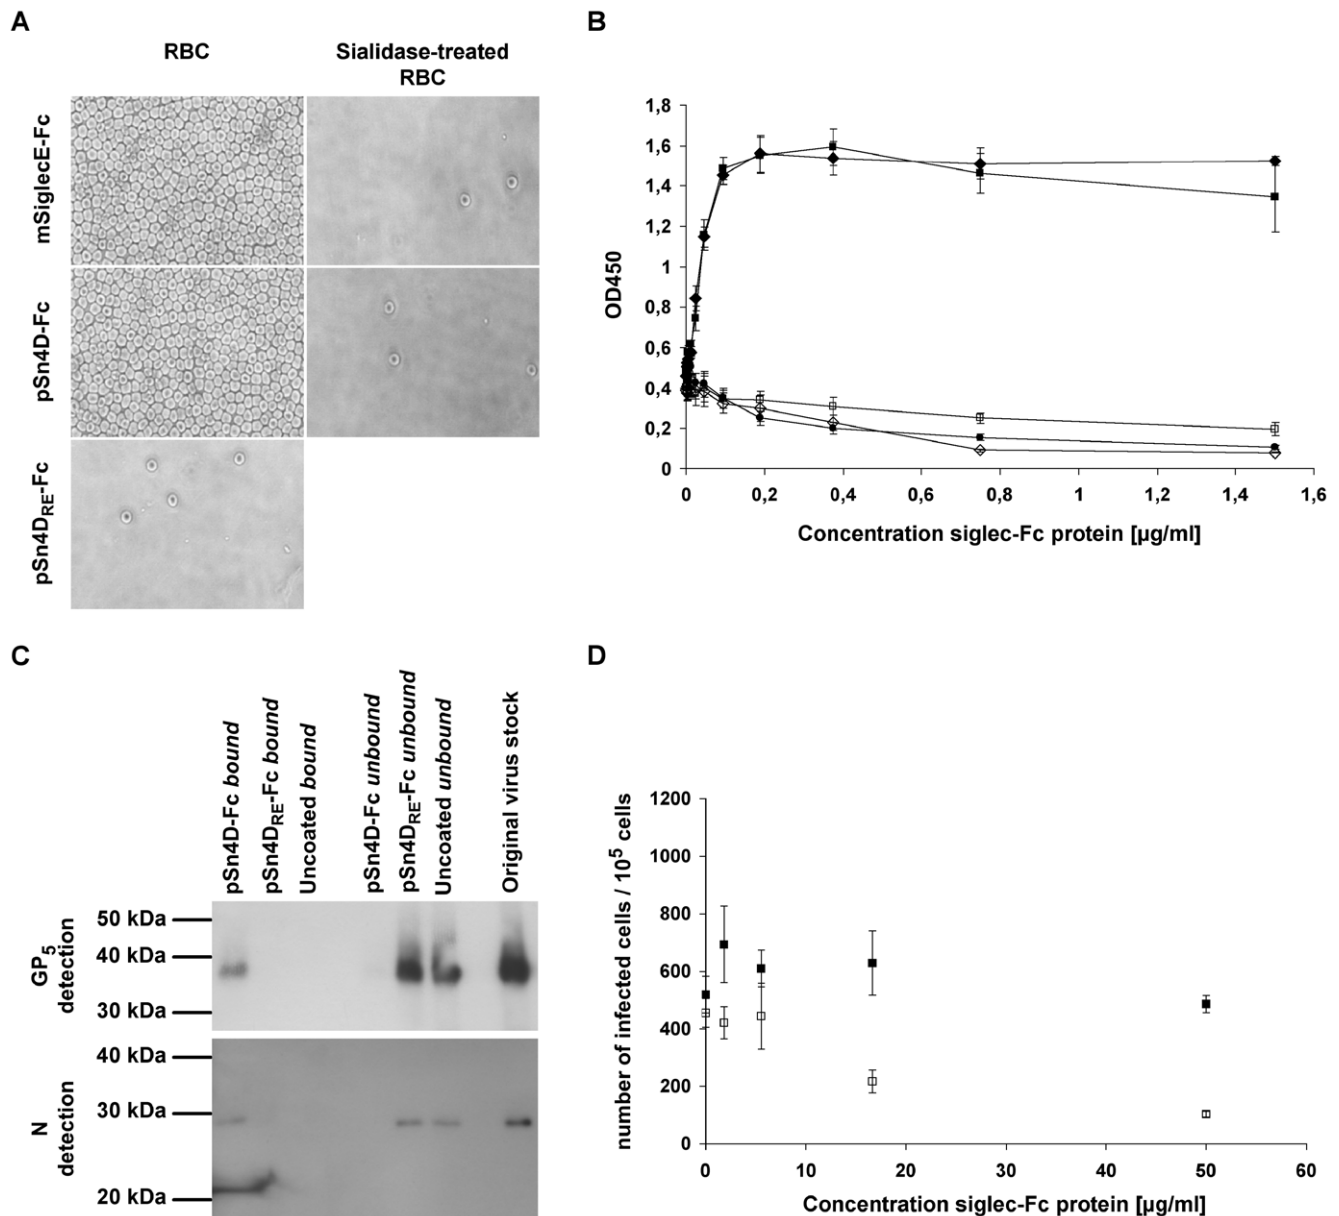 A
RBC
Sialidase-treated
RBC
mSiglecE-Fc
pSn4D-Fc
pSn4D_RE-Fc
B
1,8
1,6
1,4
1,2
1
0,8
0,6
0,4
0,2
0
OD450
0 0,2 0,4 0,6 0,8 1 1,2 1,4 1,6
Concentration siglec-Fc protein [µg/ml]
C
pSn4D-Fc bound
pSn4D_RE-Fc bound
Uncoated bound
pSn4D-Fc unbound
pSn4D_RE-Fc unbound
Uncoated unbound
Original virus stock
GP5
detection
50 kDa
40 kDa
30 kDa
N
detection
40 kDa
30 kDa
20 kDa
D
1200
1000
800
600
400
200
0
number of infected cells / 10^5 cells
0 10 20 30 40 50 60
Concentration siglec-Fc protein [µg/ml]